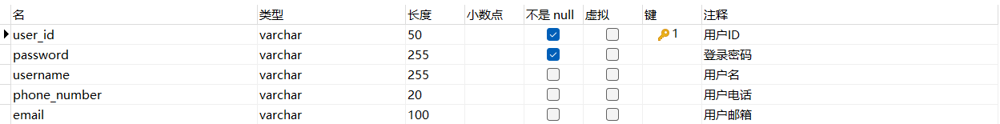 名 类型 长度 小数点 不是 null 虚拟 键 注释
user_id varchar 50 1 用户ID
password varchar 255 登录密码
username varchar 255 用户名
phone_number varchar 20 用户电话
email varchar 100 用户邮箱